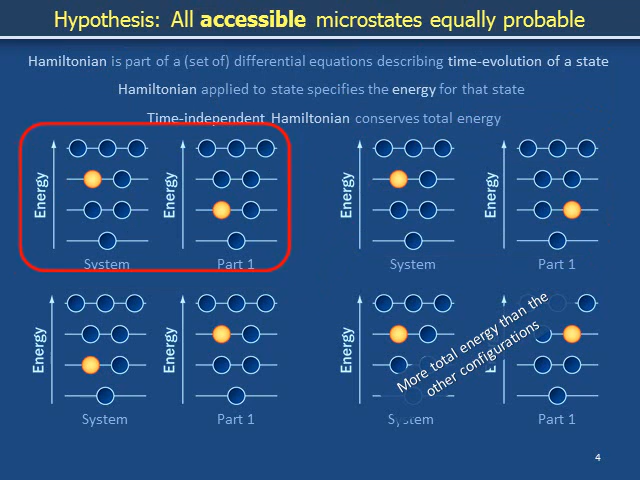 Hypothesis: All accessible microstates equally probable
Hamiltonian is part of a (set of) differential equations describing time-evolution of a state
Hamiltonian applied to state specifies the energy for that state
Time-independent Hamiltonian conserves total energy
Energy
Energy
Energy
Energy
System
Part 1
System
Part 1
Energy
Energy
Energy
Energy
More total energy than the
other configurations
System
Part 1
System
Part 1
4